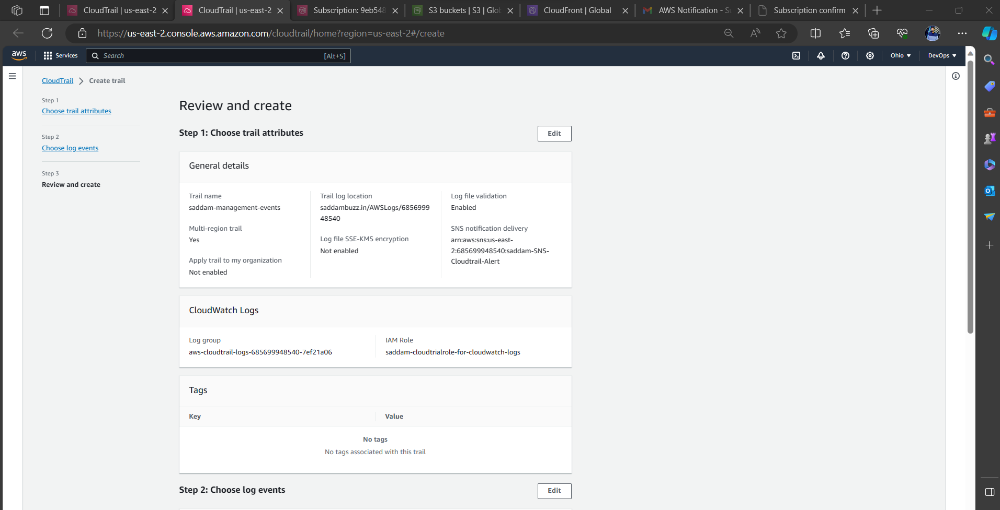 CloudTrail | us-east-2
CloudTrail | us-east-2
Subscription: 9eb548
S3 buckets | S3 | Glob
CloudFront | Global
AWS Notification - Su
Subscription confirm
https://us-east-2.console.aws.amazon.com/cloudtrail/home?region=us-east-2#/create
aws
Services
Search
[Alt+S]
Ohio
DevOps
CloudTrail
Create trail
Step 1
Choose trail attributes
Step 2
Choose log events
Step 3
Review and create
Review and create
Step 1: Choose trail attributes
Edit
General details
Trail name
saddam-management-events
Multi-region trail
Yes
Apply trail to my organization
Not enabled
Trail log location
saddambuzz.in/AWSLogs/6856999
48540
Log file SSE-KMS encryption
Not enabled
Log file validation
Enabled
SNS notification delivery
arn:aws:sns:us-east-
2:685699948540:saddam-SNS-
Cloudtrail-Alert
CloudWatch Logs
Log group
aws-cloudtrail-logs-685699948540-7ef21a06
IAM Role
saddam-cloudtrialrole-for-cloudwatch-logs
Tags
Key
Value
No tags
No tags associated with this trail
Step 2: Choose log events
Edit